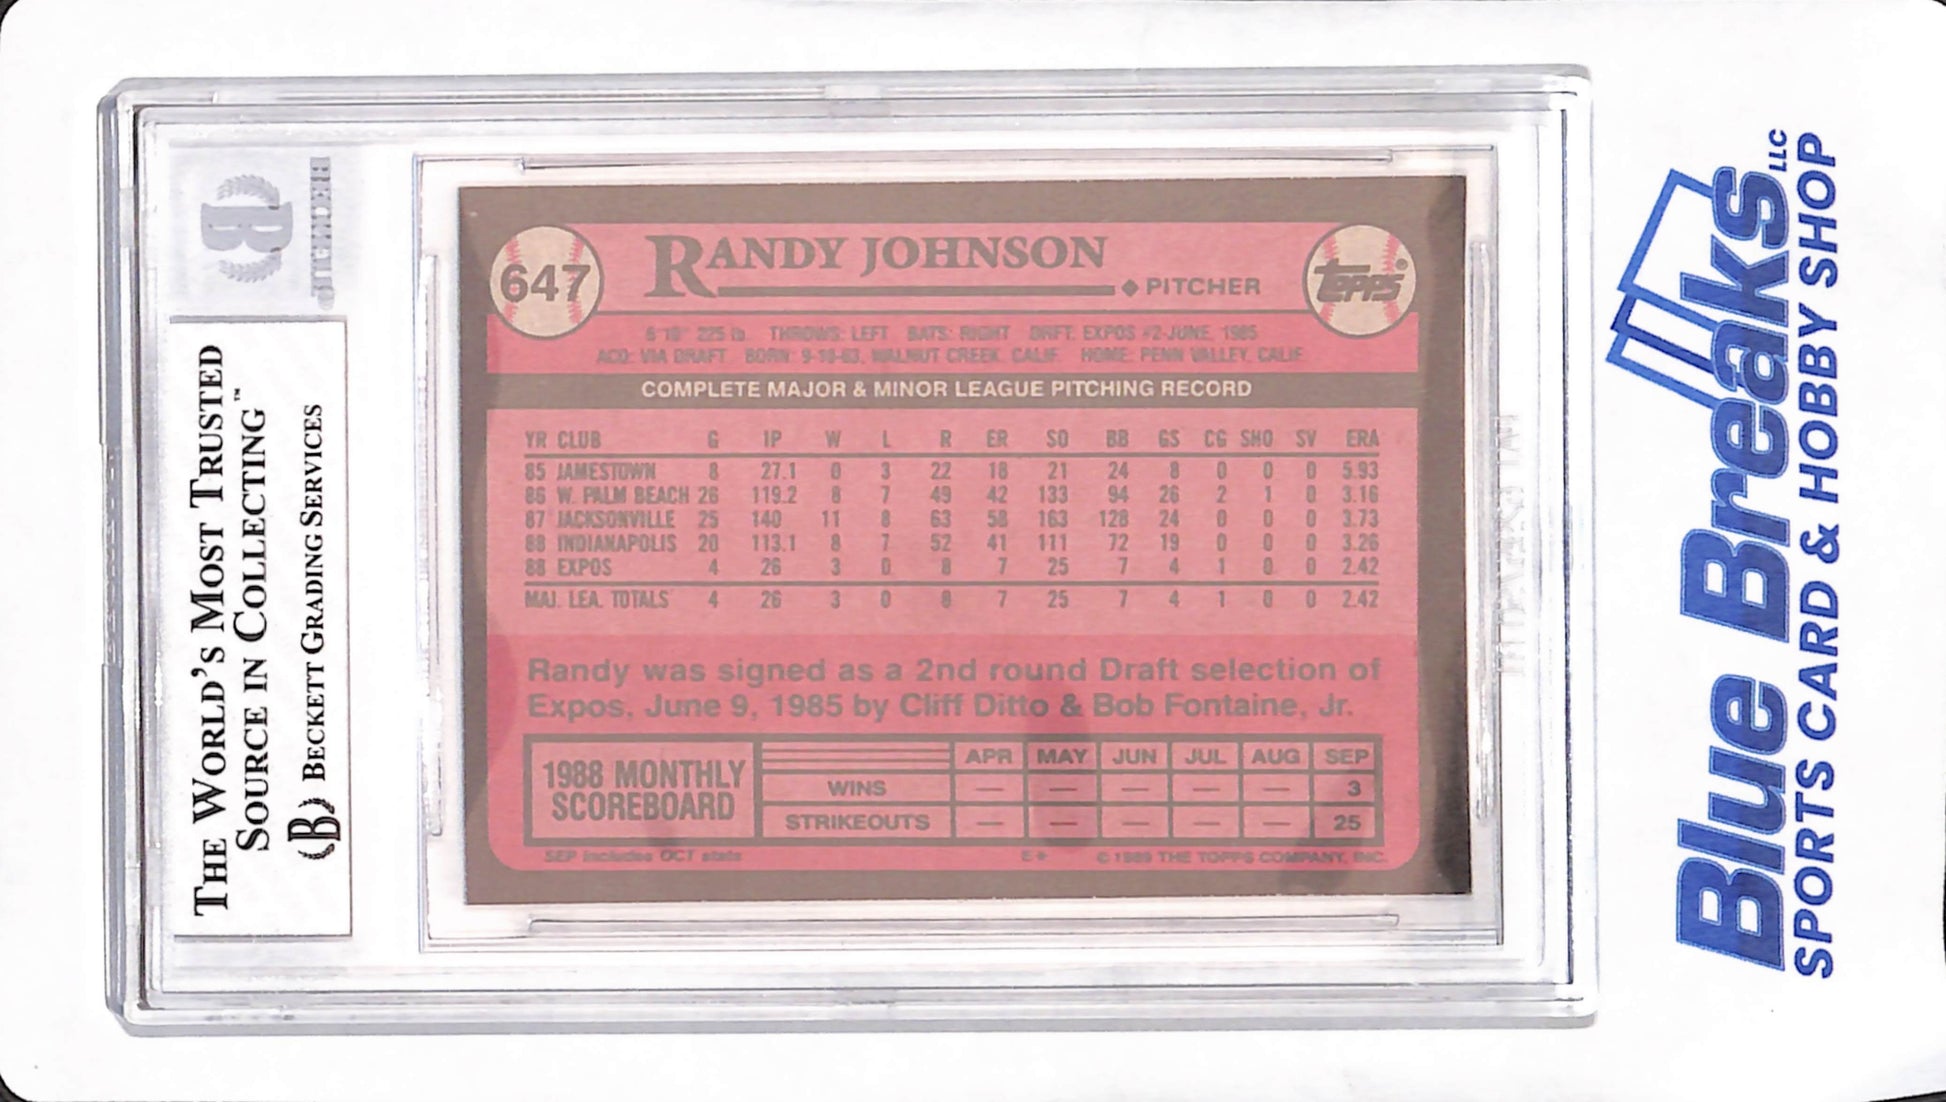 647
RANDY JOHNSON
◆ PITCHER
TOPPS
6'10" 225 lb. THROWS: LEFT BATS: RIGHT DRFT: EXPOS #2-JUNE, 1985
ACQ: VIA DRAFT BORN: 9-10-63, WALNUT CREEK, CALIF. HOME: PENN VALLEY, CALIF.
COMPLETE MAJOR & MINOR LEAGUE PITCHING RECORD
YR CLUB G IP W L R ER SO BB GS CG SHO SV ERA
85 JAMESTOWN 8 27.1 0 3 22 18 21 24 8 0 0 0 5.93
86 W. PALM BEACH 26 119.2 8 7 49 42 133 94 26 2 1 0 3.16
87 JACKSONVILLE 25 140 11 8 63 58 163 128 24 0 0 0 3.73
88 INDIANAPOLIS 20 113.1 8 7 52 41 111 72 19 0 0 0 3.26
88 EXPOS 4 26 3 0 8 7 25 7 4 1 0 0 2.42
MAJ. LEA. TOTALS 4 26 3 0 8 7 25 7 4 1 0 0 2.42
Randy was signed as a 2nd round Draft selection of
Expos, June 9, 1985 by Cliff Ditto & Bob Fontaine, Jr.
1988 MONTHLY
SCOREBOARD
APR MAY JUN JUL AUG SEP
WINS — — — — — 3
STRIKEOUTS — — — — — 25
SEP includes OCT stats E* © 1989 THE TOPPS COMPANY, INC.
BECKETT
B
THE WORLD'S MOST TRUSTED
SOURCE IN COLLECTING™
B BECKETT GRADING SERVICES
Blue Breaks LLC
SPORTS CARD & HOBBY SHOP